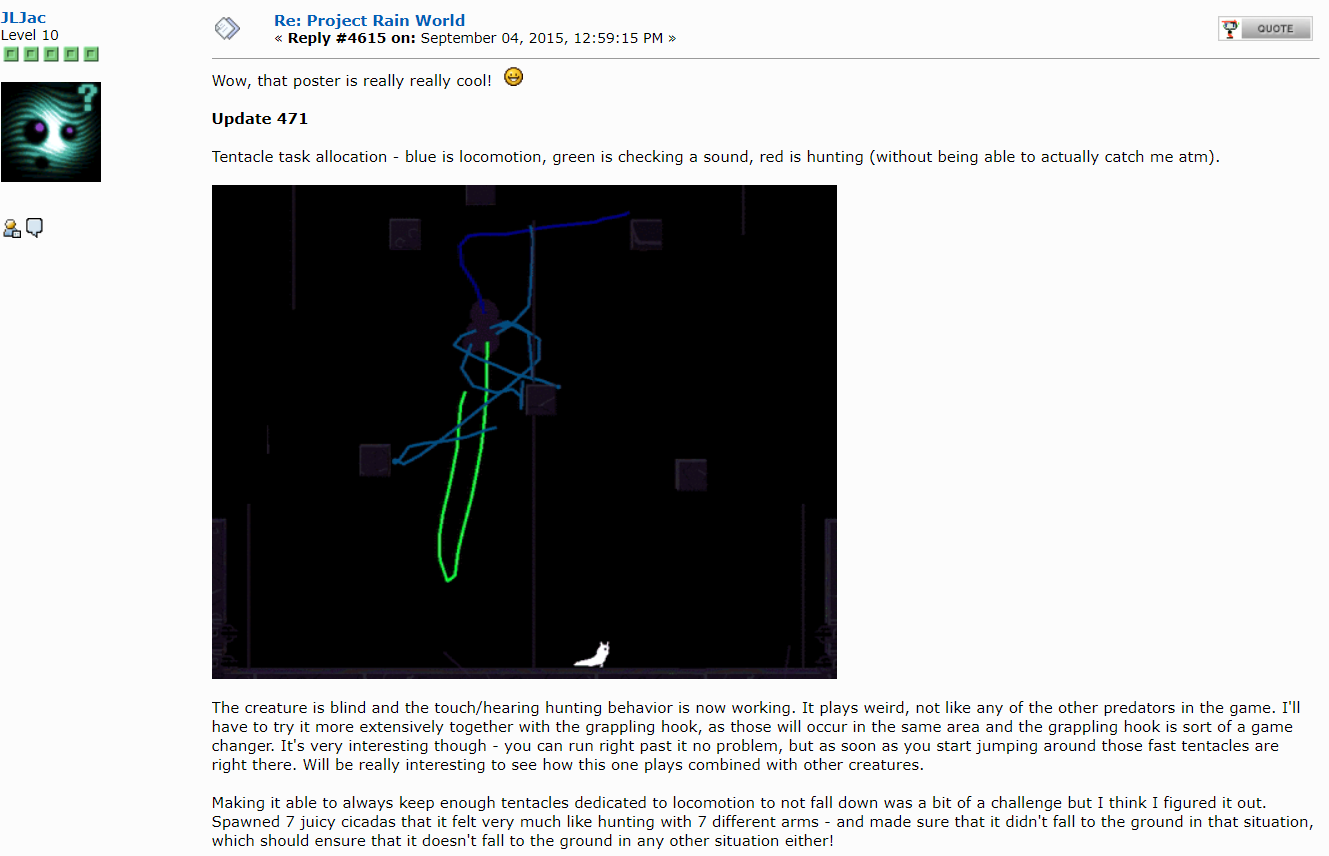 JLJac
Level 10
Re: Project Rain World
« Reply #4615 on: September 04, 2015, 12:59:15 PM »
QUOTE
Wow, that poster is really really cool!
Update 471
Tentacle task allocation - blue is locomotion, green is checking a sound, red is hunting (without being able to actually catch me atm).
The creature is blind and the touch/hearing hunting behavior is now working. It plays weird, not like any of the other predators in the game. I'll
have to try it more extensively together with the grappling hook, as those will occur in the same area and the grappling hook is sort of a game
changer. It's very interesting though - you can run right past it no problem, but as soon as you start jumping around those fast tentacles are
right there. Will be really interesting to see how this one plays combined with other creatures.
Making it able to always keep enough tentacles dedicated to locomotion to not fall down was a bit of a challenge but I think I figured it out.
Spawned 7 juicy cicadas that it felt very much like hunting with 7 different arms - and made sure that it didn't fall to the ground in that situation,
which should ensure that it doesn't fall to the ground in any other situation either!